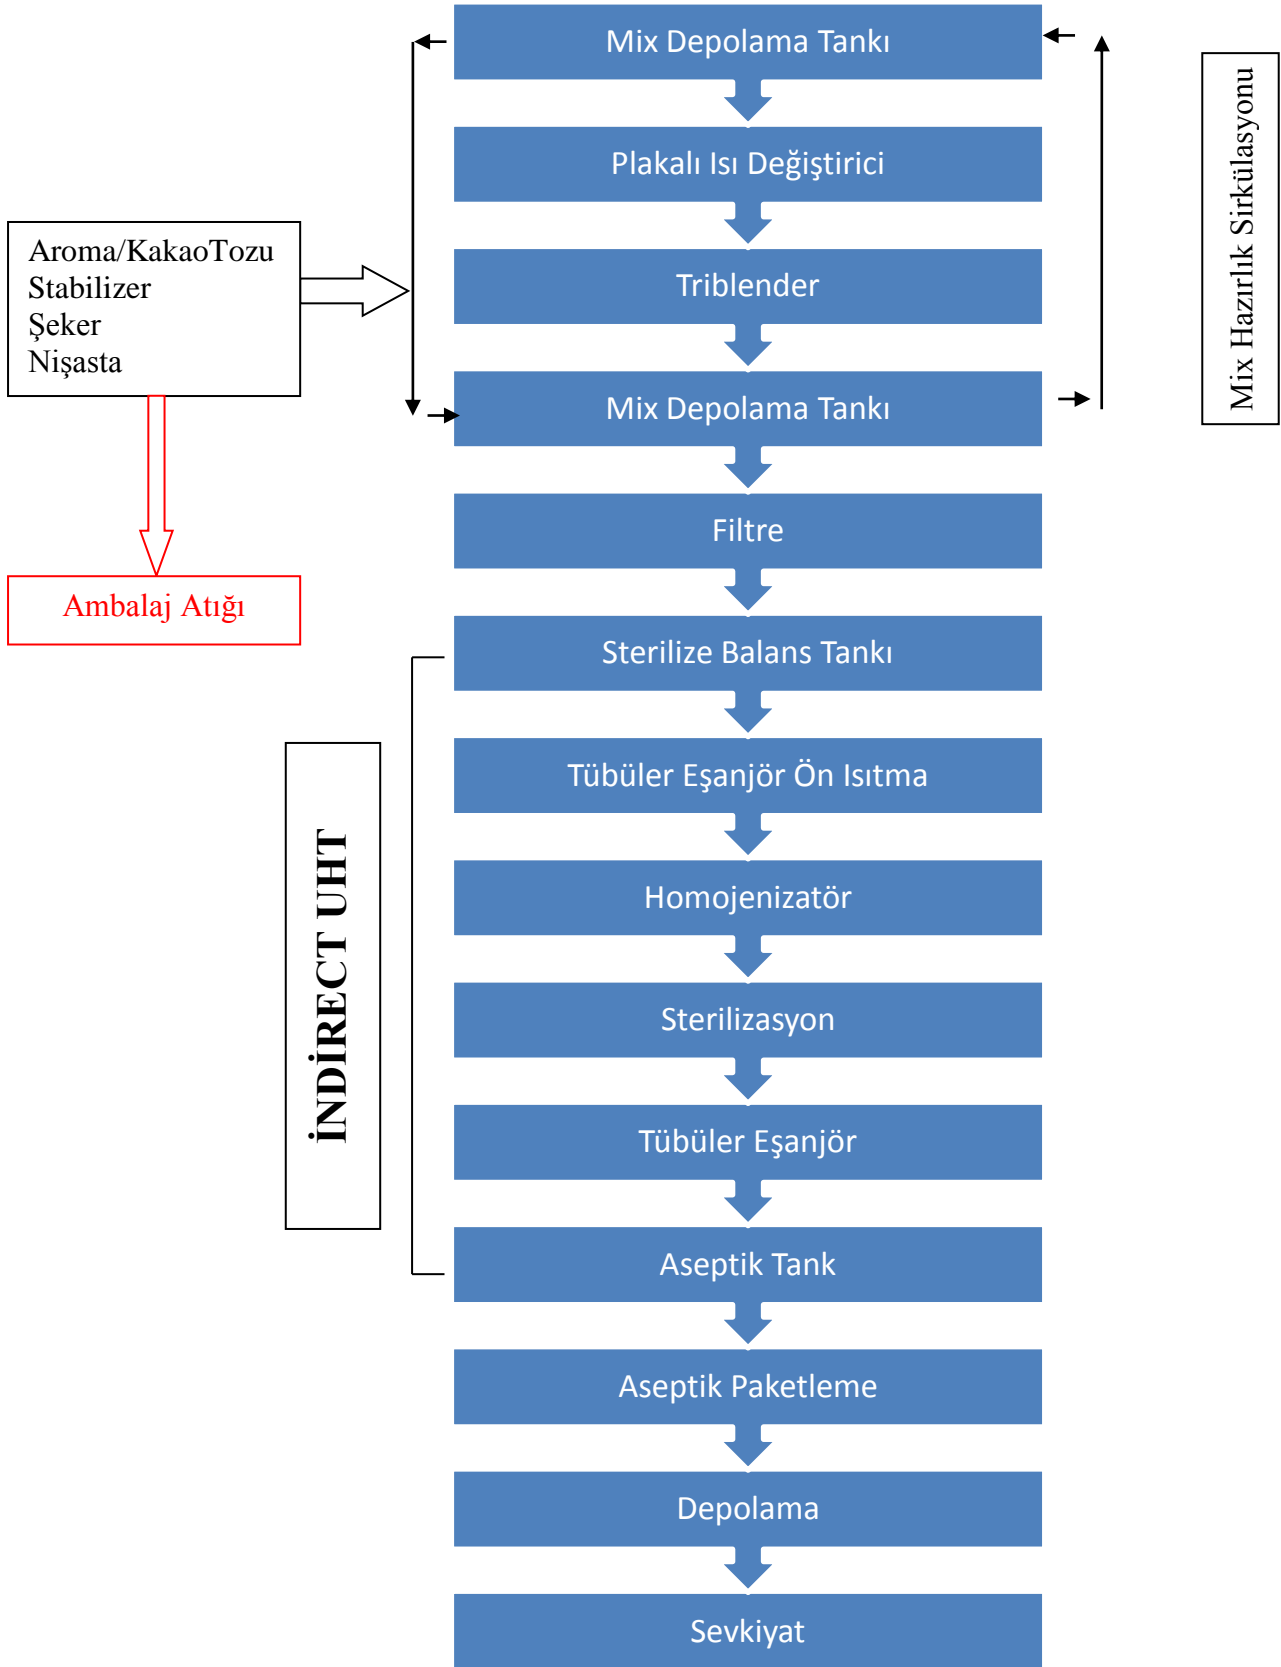 Mix Depolama Tankı
Plakalı Isı Değiştirici
Triblender
Mix Depolama Tankı
Mix Hazırlık Sirkülasyonu
Aroma/KakaoTozu
Stabilizer
Şeker
Nişasta
Ambalaj Atığı
Filtre
Sterilize Balans Tankı
Tübüler Eşanjör Ön Isıtma
Homojenizatör
Sterilizasyon
Tübüler Eşanjör
Aseptik Tank
İNDİRECT UHT
Aseptik Paketleme
Depolama
Sevkiyat